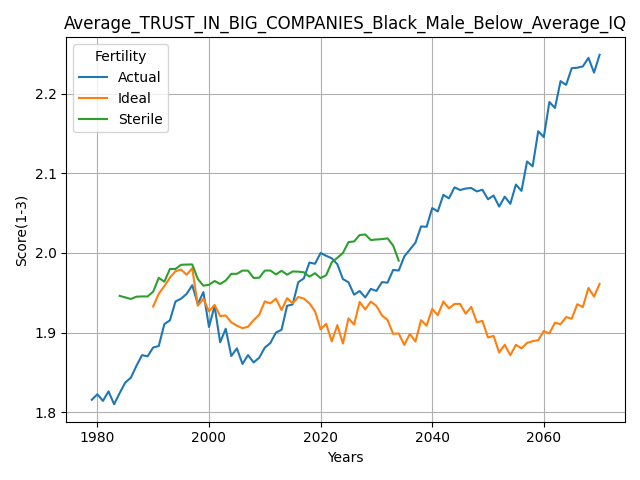 Average_TRUST_IN_BIG_COMPANIES_Black_Male_Below_Average_IQ
Fertility
Actual
Ideal
Sterile
Score(1-3)
2.2
2.1
2.0
1.9
1.8
1980
2000
2020
2040
2060
Years